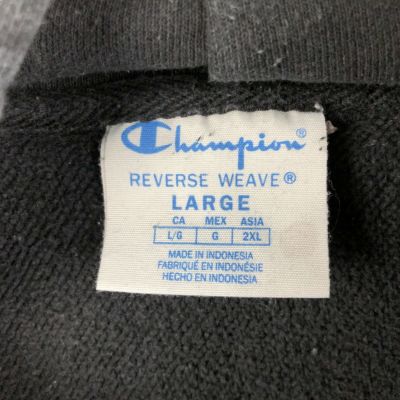 Champion
REVERSE WEAVE®
LARGE
CA MEX ASIA
L/G G 2XL
MADE IN INDONESIA
FABRIQUÉ EN INDONÉSIE
HECHO EN INDONESIA